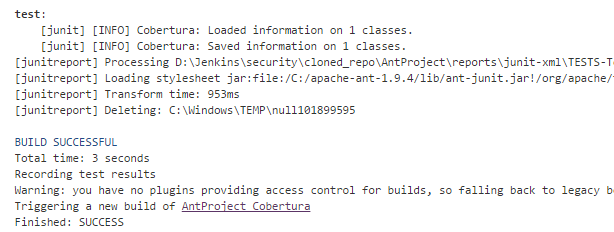 test:
[junit] [INFO] Cobertura: Loaded information on 1 classes.
[junit] [INFO] Cobertura: Saved information on 1 classes.
[junitreport] Processing D:\Jenkins\security\cloned_repo\AntProject\reports\junit-xml\TESTS-T
[junitreport] Loading stylesheet jar:file:/C:/apache-ant-1.9.4/lib/ant-junit.jar!/org/apache/
[junitreport] Transform time: 953ms
[junitreport] Deleting: C:\Windows\TEMP\null101899595
BUILD SUCCESSFUL
Total time: 3 seconds
Recording test results
Warning: you have no plugins providing access control for builds, so falling back to legacy b
Triggering a new build of AntProject Cobertura
Finished: SUCCESS